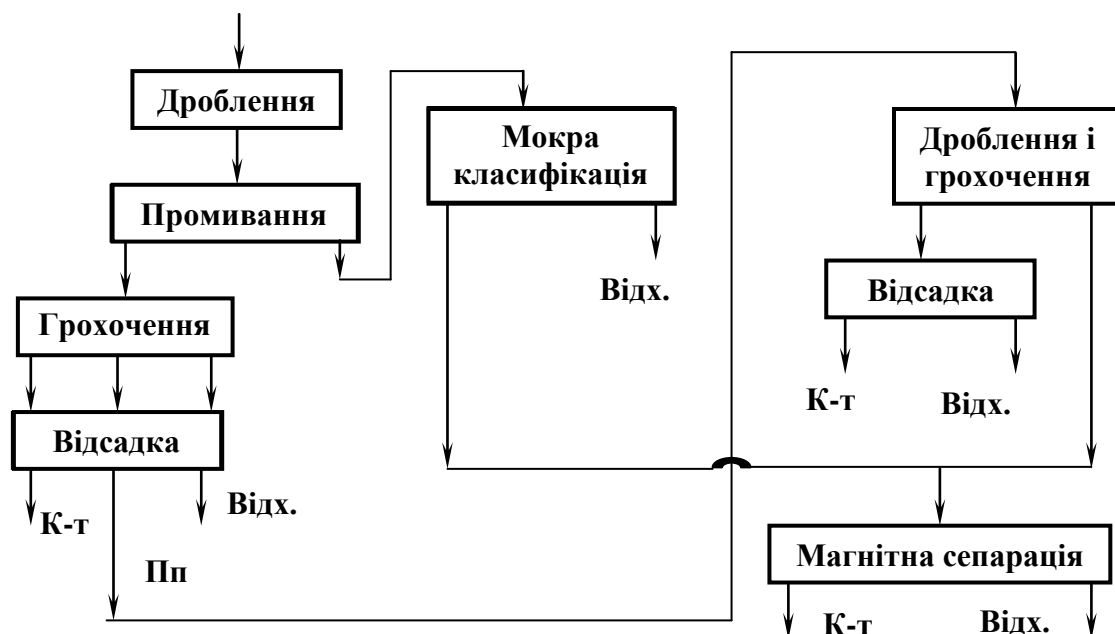 Дроблення
Промивання
Грохочення
Відсадка
К-т
Відх.
Пп
Мокра
класифікація
Відх.
Дроблення і
грохочення
Відсадка
К-т
Відх.
Магнітна сепарація
К-т
Відх.